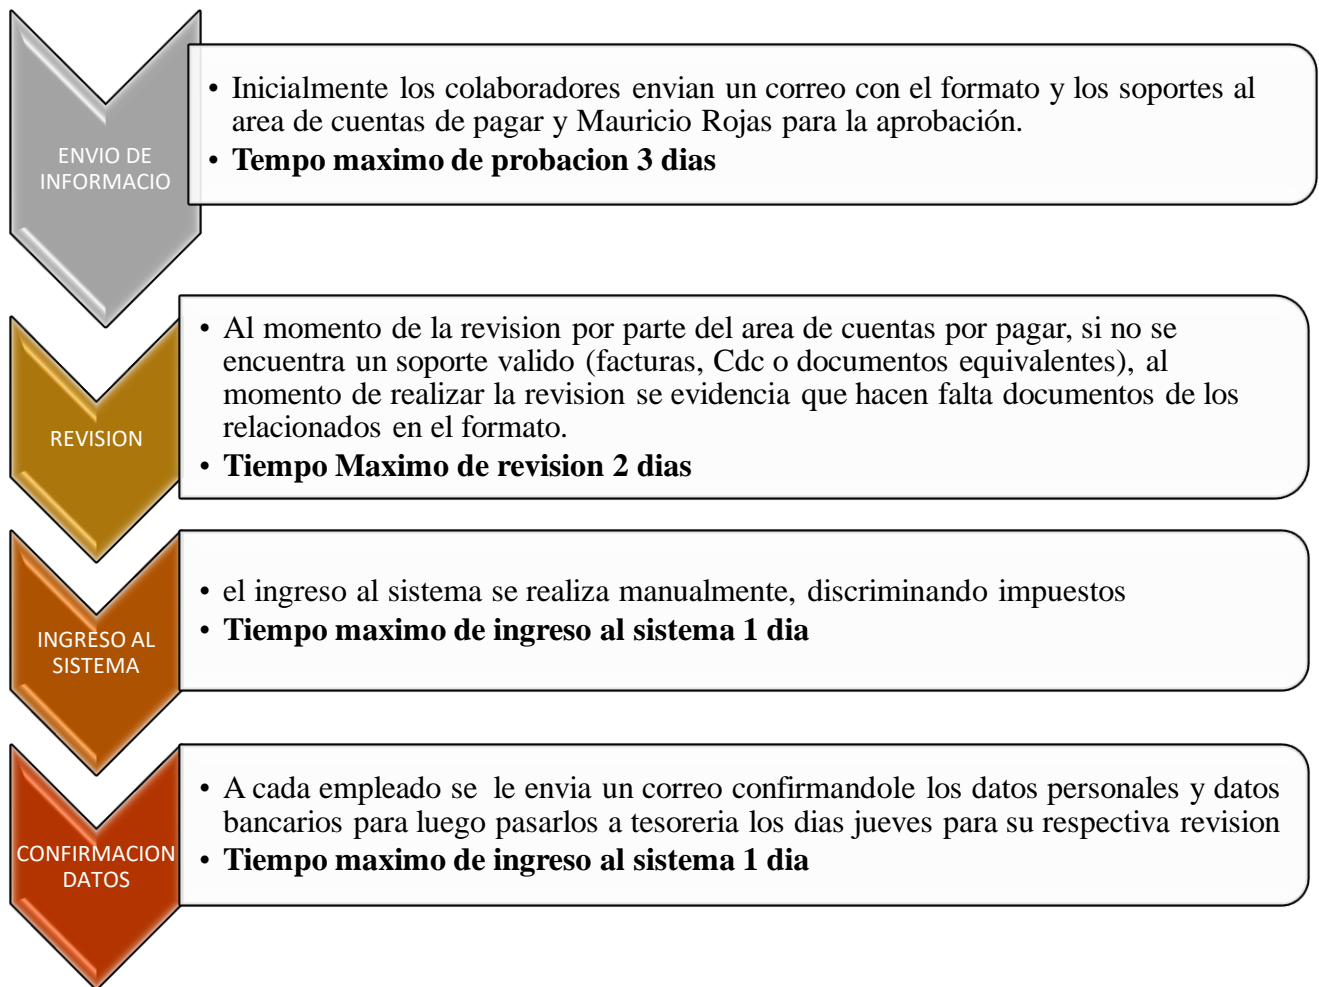 ENVIO DE
INFORMACIO
• Inicialmente los colaboradores envian un correo con el formato y los soportes al
area de cuentas de pagar y Mauricio Rojas para la aprobación.
• Tempo maximo de probacion 3 dias
REVISION
• Al momento de la revision por parte del area de cuentas por pagar, si no se
encuentra un soporte valido (facturas, Cdc o documentos equivalentes), al
momento de realizar la revision se evidencia que hacen falta documentos de los
relacionados en el formato.
• Tiempo Maximo de revision 2 dias
INGRESO AL
SISTEMA
• el ingreso al sistema se realiza manualmente, discriminando impuestos
• Tiempo maximo de ingreso al sistema 1 dia
CONFIRMACION
DATOS
• A cada empleado se le envia un correo confirmandole los datos personales y datos
bancarios para luego pasarlos a tesoreria los dias jueves para su respectiva revision
• Tiempo maximo de ingreso al sistema 1 dia